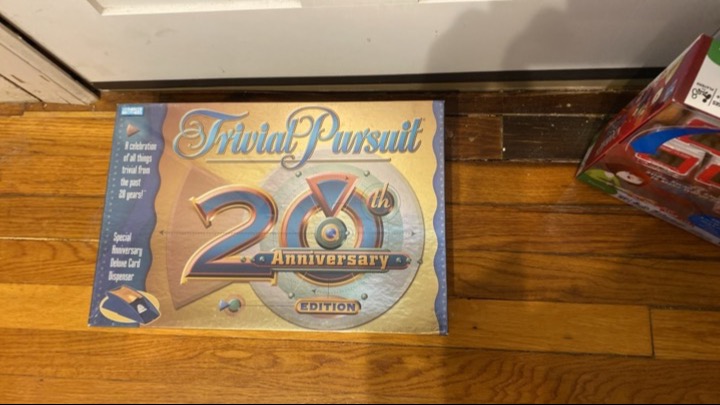 Trivial Pursuit
A celebration
of all things
trivial from
the past
20 years!
20th
Anniversary
EDITION
Special
Anniversary
Deluxe Card
Dispenser